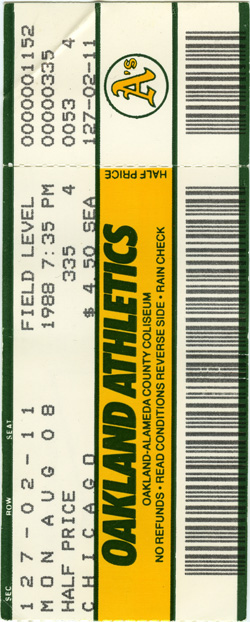 0000001152
00000335 4
0053 4
127-02-11
A's
HALF PRICE
SEC ROW SEAT
127-02-11 FIELD LEVEL
MON AUG 08 1988 7:35 PM
HALF PRICE 335 4
CHICAGO $ 4.50 SEA
OAKLAND ATHLETICS
OAKLAND-ALAMEDA COUNTY COLISEUM
NO REFUNDS • READ CONDITIONS REVERSE SIDE • RAIN CHECK